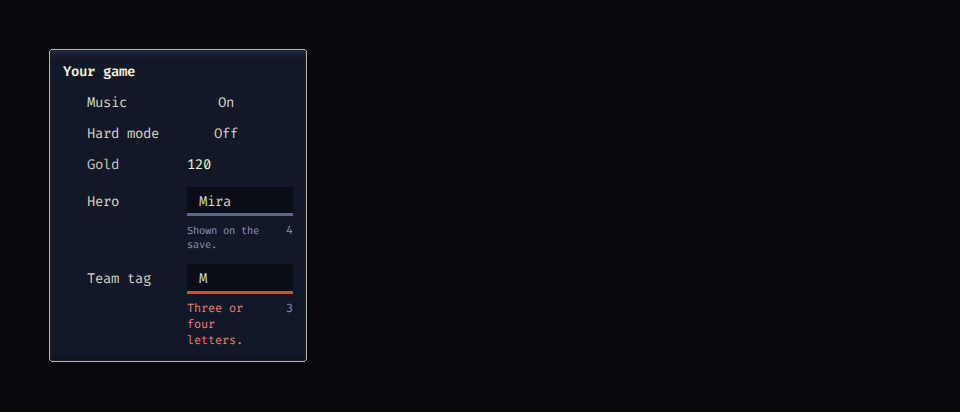 Your game
Music On
Hard mode Off
Gold 120
Hero Mira
Shown on the 4
save.
Team tag M
Three or 3
four
letters.